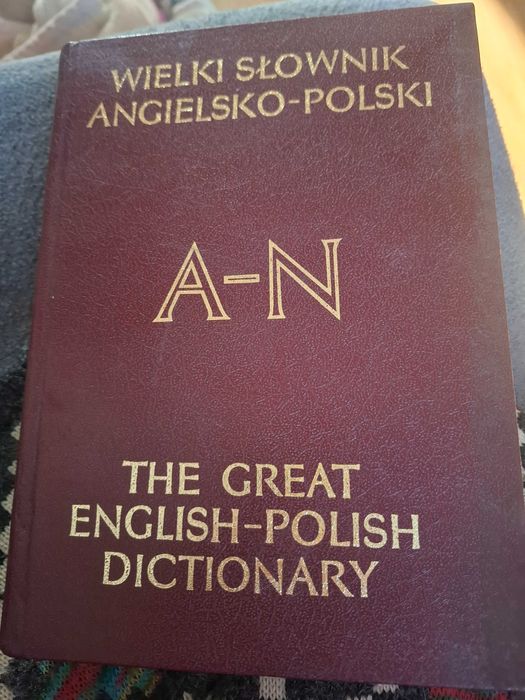 WIELKI SŁOWNIK
ANGIELSKO-POLSKI
A-N
THE GREAT
ENGLISH-POLISH
DICTIONARY